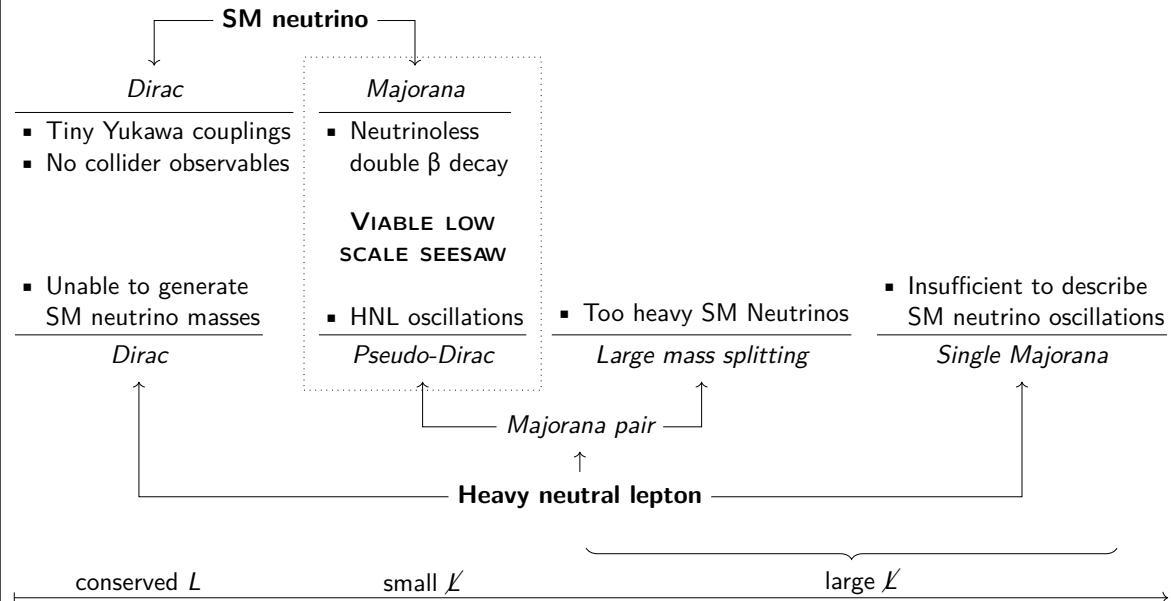 SM neutrino
Dirac
Majorana
▪ Tiny Yukawa couplings
▪ No collider observables
▪ Neutrinoless
double β decay
VIABLE LOW
SCALE SEESAW
▪ Unable to generate
SM neutrino masses
▪ HNL oscillations
▪ Too heavy SM Neutrinos
▪ Insufficient to describe
SM neutrino oscillations
Dirac
Pseudo-Dirac
Large mass splitting
Single Majorana
Majorana pair
Heavy neutral lepton
conserved L
small L̸
large L̸